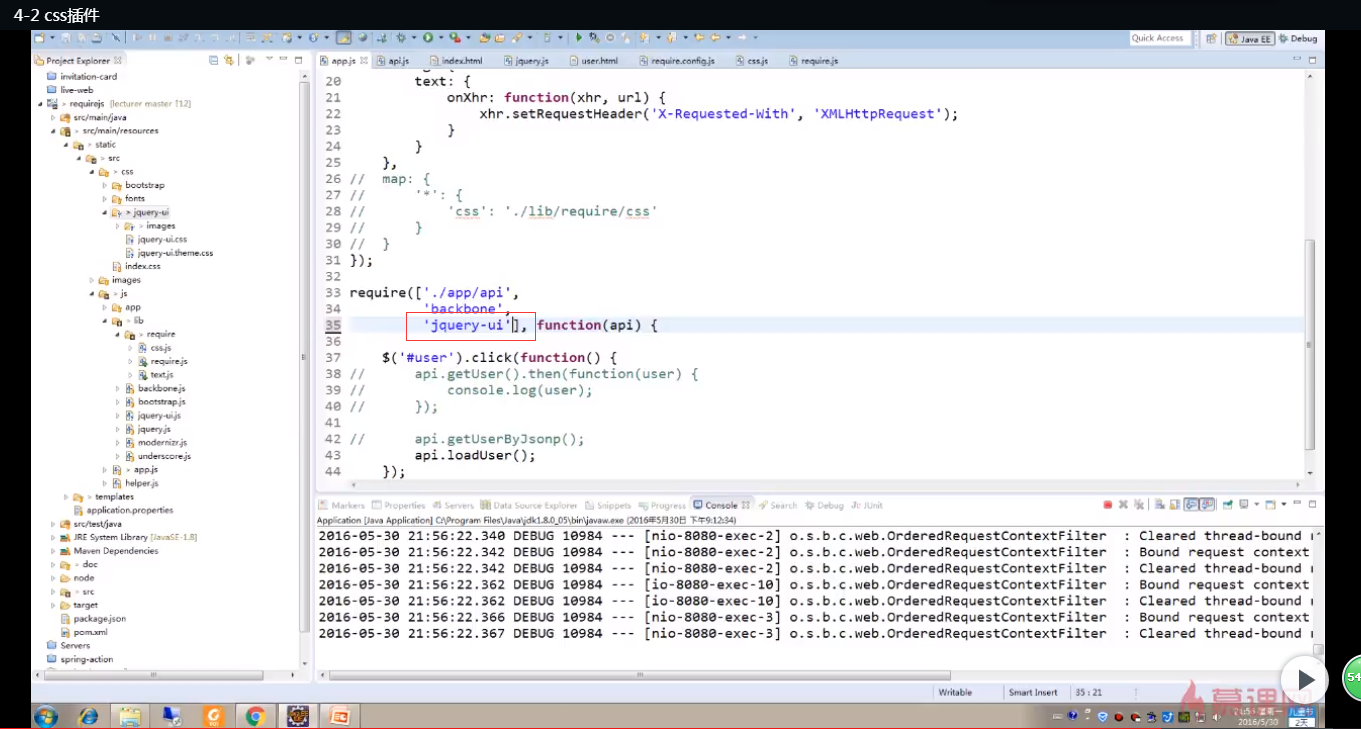 4-2 css插件
Quick Access
Java EE
Debug
Project Explorer
invitation-card
live-web
requirejs [lecturer master ↑12]
src/main/java
src/main/resources
static
src
css
bootstrap
fonts
jquery-ui
images
jquery-ui.css
jquery-ui.theme.css
index.css
images
js
app
lib
require
css.js
require.js
text.js
backbone.js
bootstrap.js
jquery-ui.js
jquery.js
modernizr.js
underscore.js
app.js
helper.js
templates
application.properties
src/test/java
JRE System Library [JavaSE-1.8]
Maven Dependencies
doc
node
src
target
package.json
pom.xml
Servers
spring-action
app.js api.js index.html jquery.js user.html require.config.js css.js require.js
20 text: {
21 onXhr: function(xhr, url) {
22 xhr.setRequestHeader('X-Requested-With', 'XMLHttpRequest');
23 }
24 }
25 },
26 // map: {
27 // '*': {
28 // 'css': './lib/require/css'
29 // }
30 // }
31 });
32
33 require(['./app/api',
34 'backbone',
35 'jquery-ui'], function(api) {
36
37 $('#user').click(function() {
38 // api.getUser().then(function(user) {
39 // console.log(user);
40 // });
41
42 // api.getUserByJsonp();
43 api.loadUser();
44 });
Markers Properties Servers Data Source Explorer Snippets Progress Console Search Debug JUnit
Application [Java Application] C:\Program Files\Java\jdk1.8.0_05\bin\javaw.exe (2016年5月30日 下午9:12:34)
2016-05-30 21:56:22.340 DEBUG 10984 --- [nio-8080-exec-2] o.s.b.c.web.OrderedRequestContextFilter : Cleared thread-bound
2016-05-30 21:56:22.342 DEBUG 10984 --- [nio-8080-exec-2] o.s.b.c.web.OrderedRequestContextFilter : Bound request context
2016-05-30 21:56:22.342 DEBUG 10984 --- [nio-8080-exec-2] o.s.b.c.web.OrderedRequestContextFilter : Cleared thread-bound
2016-05-30 21:56:22.362 DEBUG 10984 --- [io-8080-exec-10] o.s.b.c.web.OrderedRequestContextFilter : Bound request context
2016-05-30 21:56:22.362 DEBUG 10984 --- [io-8080-exec-10] o.s.b.c.web.OrderedRequestContextFilter : Cleared thread-bound
2016-05-30 21:56:22.366 DEBUG 10984 --- [nio-8080-exec-3] o.s.b.c.web.OrderedRequestContextFilter : Bound request context
2016-05-30 21:56:22.367 DEBUG 10984 --- [nio-8080-exec-3] o.s.b.c.web.OrderedRequestContextFilter : Cleared thread-bound
Writable Smart Insert 35 : 21
慕课网
54
2016/5/30
儿童节
2天